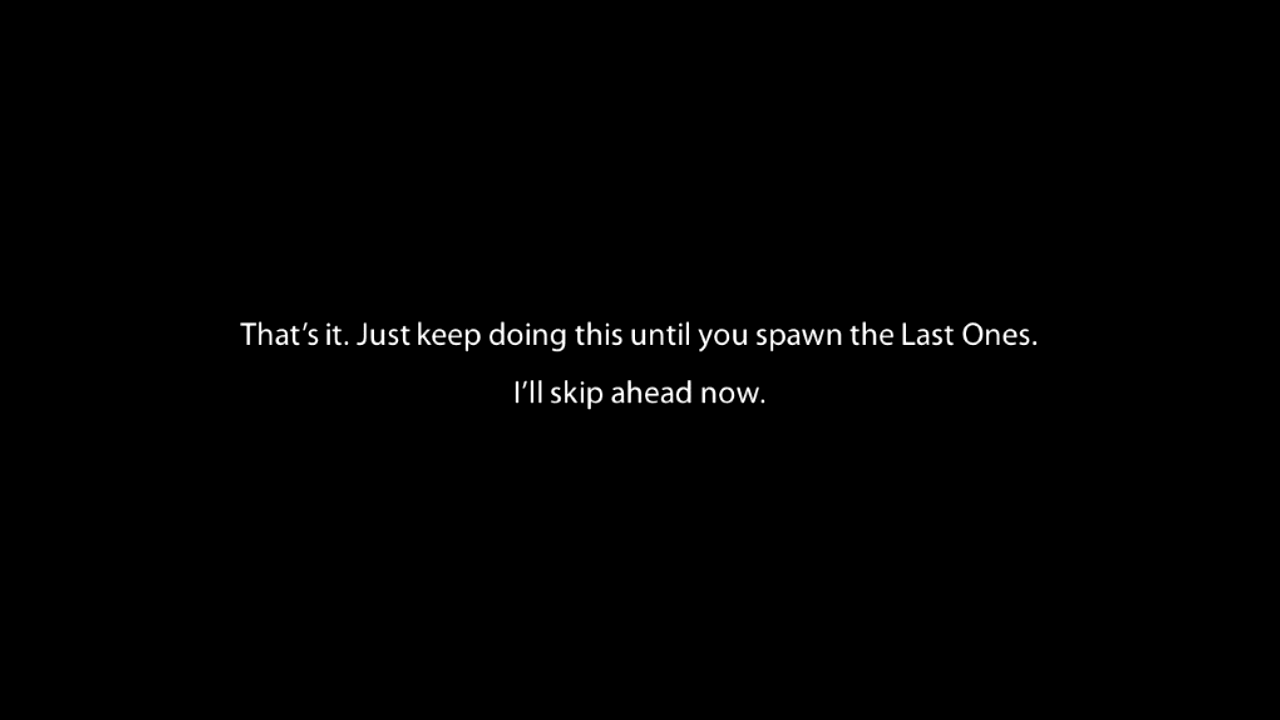 That’s it. Just keep doing this until you spawn the Last Ones.
I’ll skip ahead now.